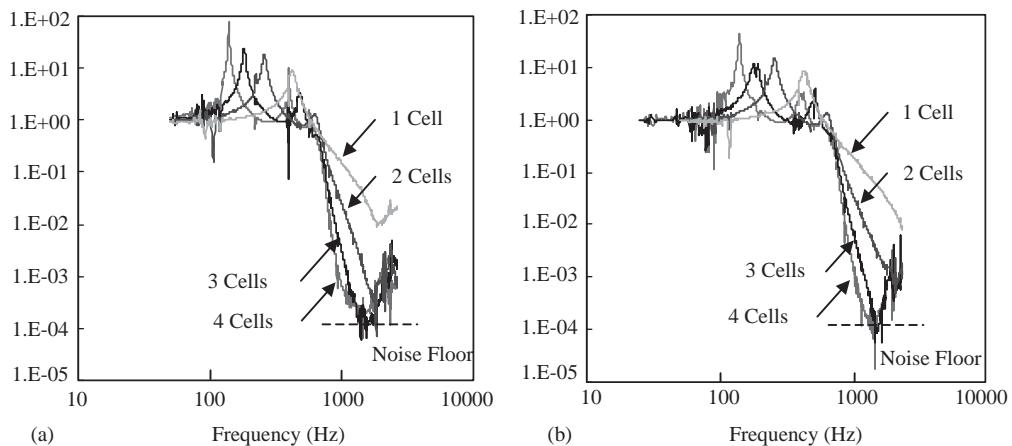 1.E+02
1.E+01
1.E+00
1.E-01
1.E-02
1.E-03
1.E-04
1.E-05
10
100
1000
10000
1 Cell
2 Cells
3 Cells
4 Cells
Noise Floor
(a)
Frequency (Hz)
1.E+02
1.E+01
1.E+00
1.E-01
1.E-02
1.E-03
1.E-04
1.E-05
10
100
1000
10000
1 Cell
2 Cells
3 Cells
4 Cells
Noise Floor
(b)
Frequency (Hz)